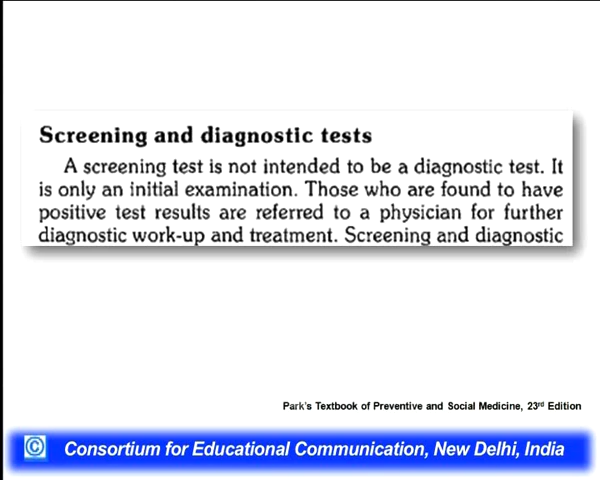 Screening and diagnostic tests
A screening test is not intended to be a diagnostic test. It
is only an initial examination. Those who are found to have
positive test results are referred to a physician for further
diagnostic work-up and treatment. Screening and diagnostic
Park's Textbook of Preventive and Social Medicine, 23rd Edition
© Consortium for Educational Communication, New Delhi, India